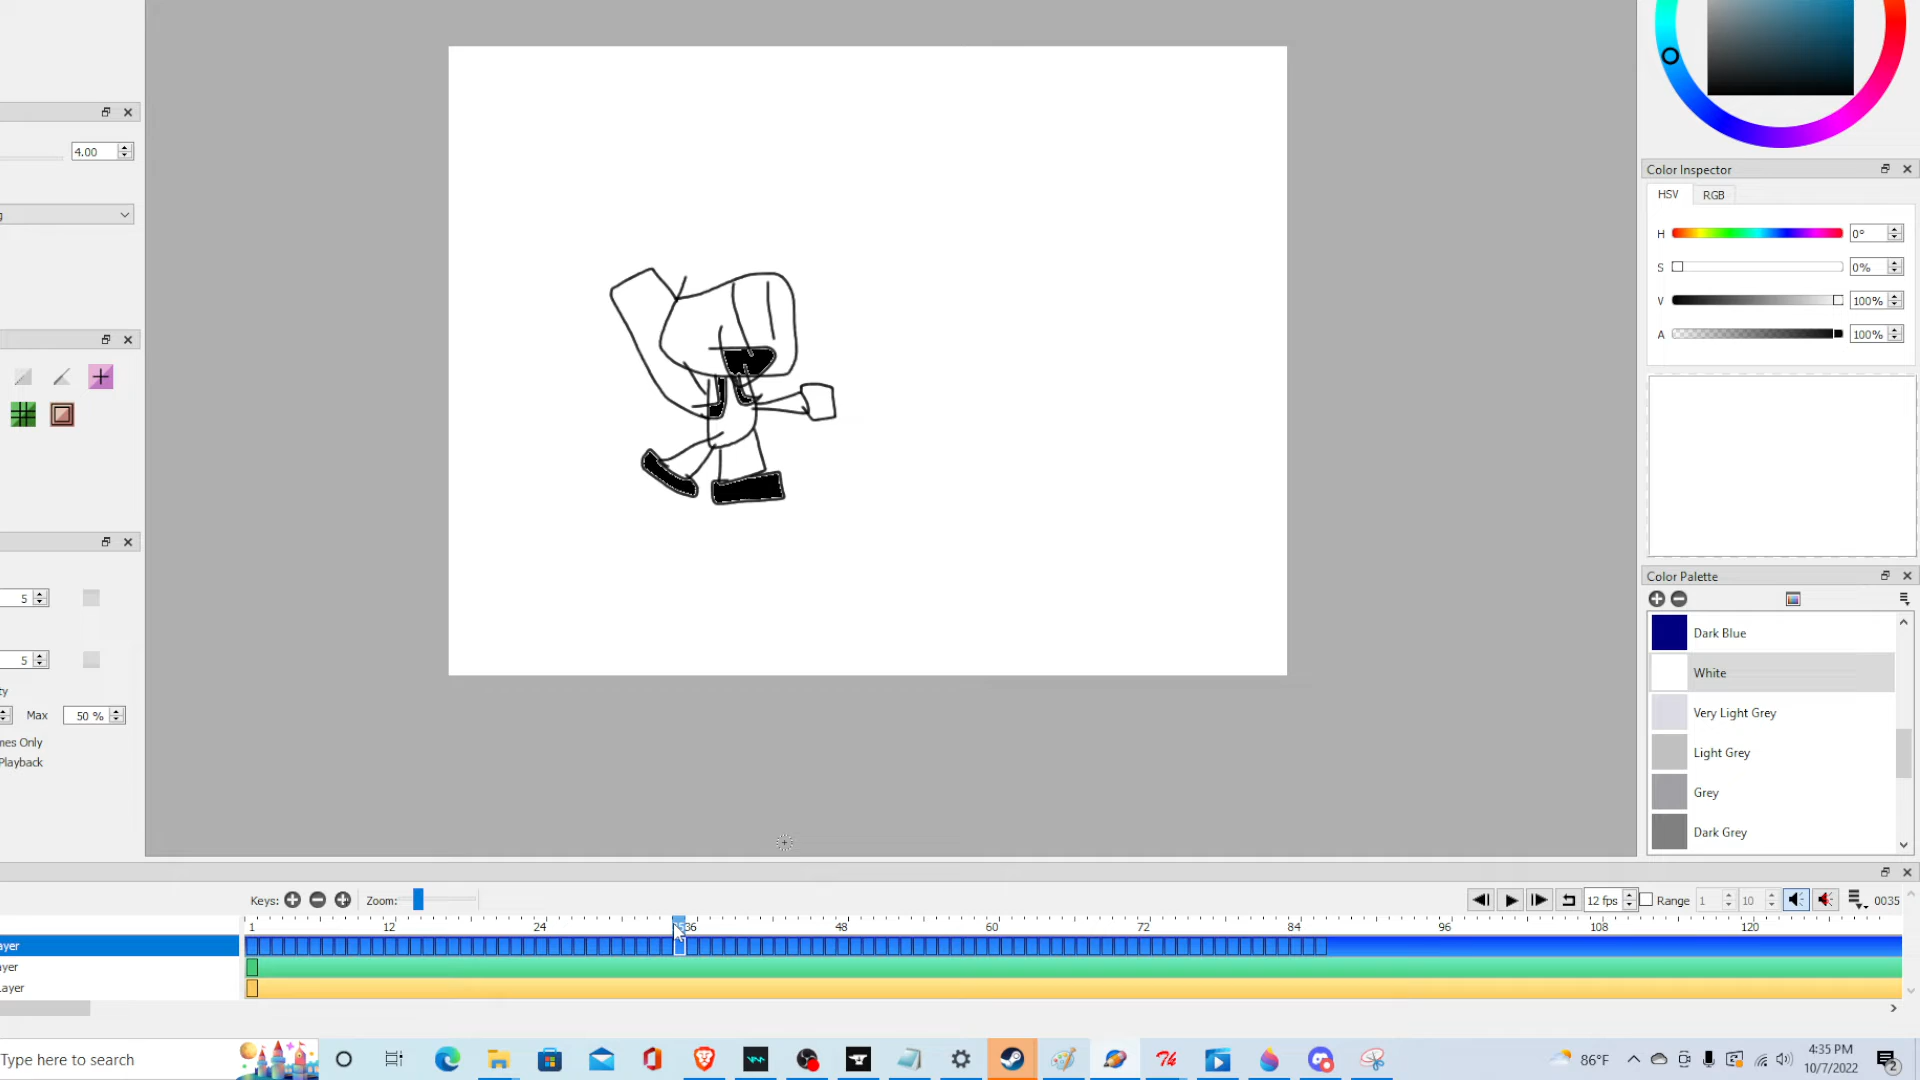 4.00
g
5
5
ty
Max 50 %
mes Only
Playback
Color Inspector
HSV RGB
H 0°
S 0%
V 100%
A 100%
Color Palette
Dark Blue
White
Very Light Grey
Light Grey
Grey
Dark Grey
Keys: Zoom: 12 fps Range 1 10 0035
1 12 24 36 48 60 72 84 96 108 120
ayer
ayer
Layer
Type here to search
86°F
4:35 PM
10/7/2022
2